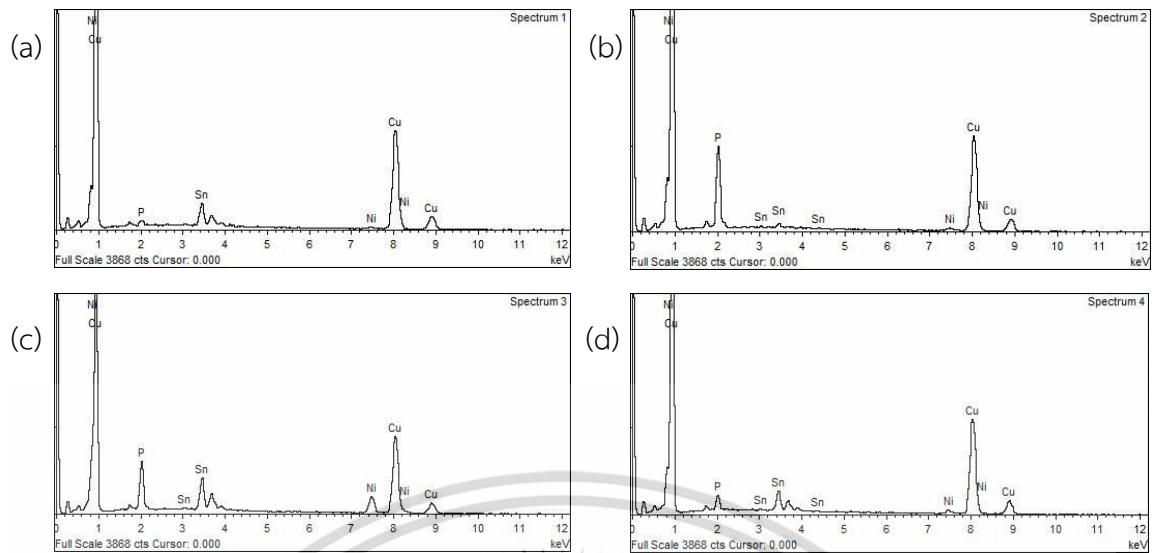 (a)
Spectrum 1
Ni
Cu
P
Sn
Ni
Cu
Ni
Cu
0 1 2 3 4 5 6 7 8 9 10 11 12
Full Scale 3868 cts Cursor: 0.000 keV
(b)
Spectrum 2
Ni
Cu
P
Sn
Sn
Sn
Ni
Cu
Ni
Cu
0 1 2 3 4 5 6 7 8 9 10 11 12
Full Scale 3868 cts Cursor: 0.000 keV
(c)
Spectrum 3
Ni
Cu
P
Sn
Sn
Ni
Cu
Ni
Cu
0 1 2 3 4 5 6 7 8 9 10 11 12
Full Scale 3868 cts Cursor: 0.000 keV
(d)
Spectrum 4
Ni
Cu
P
Sn
Sn
Sn
Ni
Cu
Ni
Cu
0 1 2 3 4 5 6 7 8 9 10 11 12
Full Scale 3868 cts Cursor: 0.000 keV